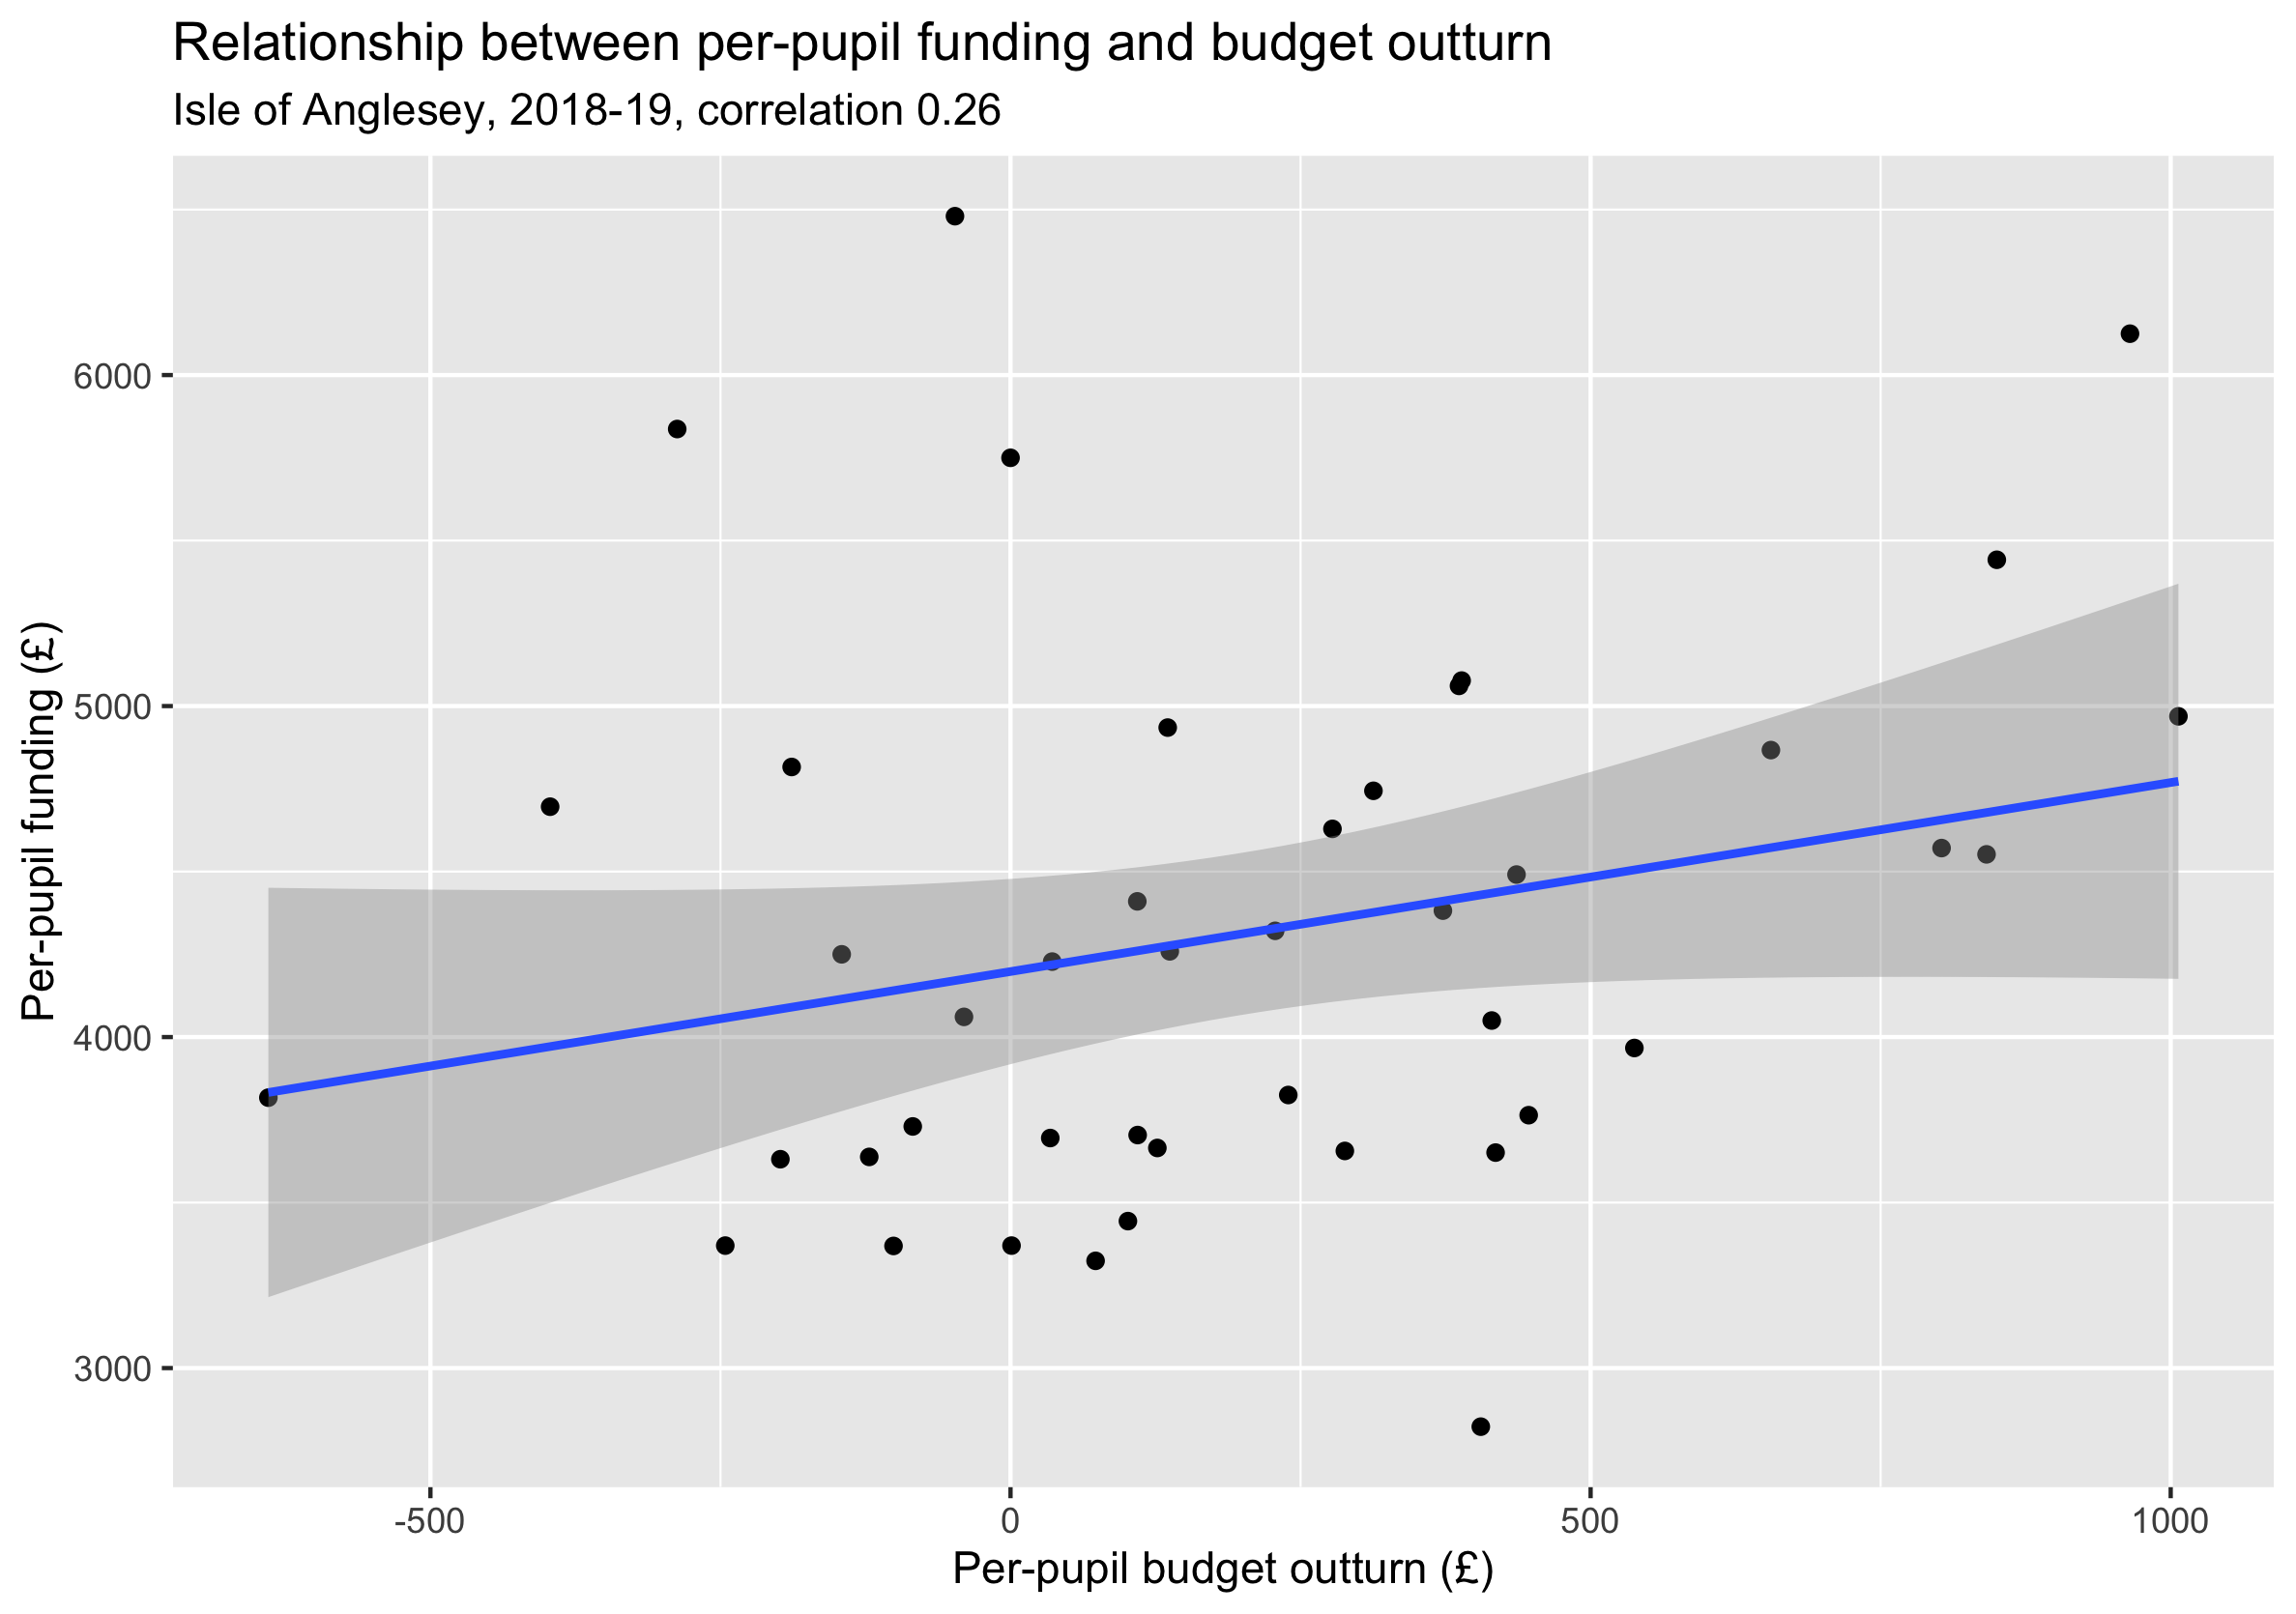 Relationship between per-pupil funding and budget outturn
Isle of Anglesey, 2018-19, correlation 0.26
Per-pupil funding (£)
6000
5000
4000
3000
-500
0
500
1000
Per-pupil budget outturn (£)